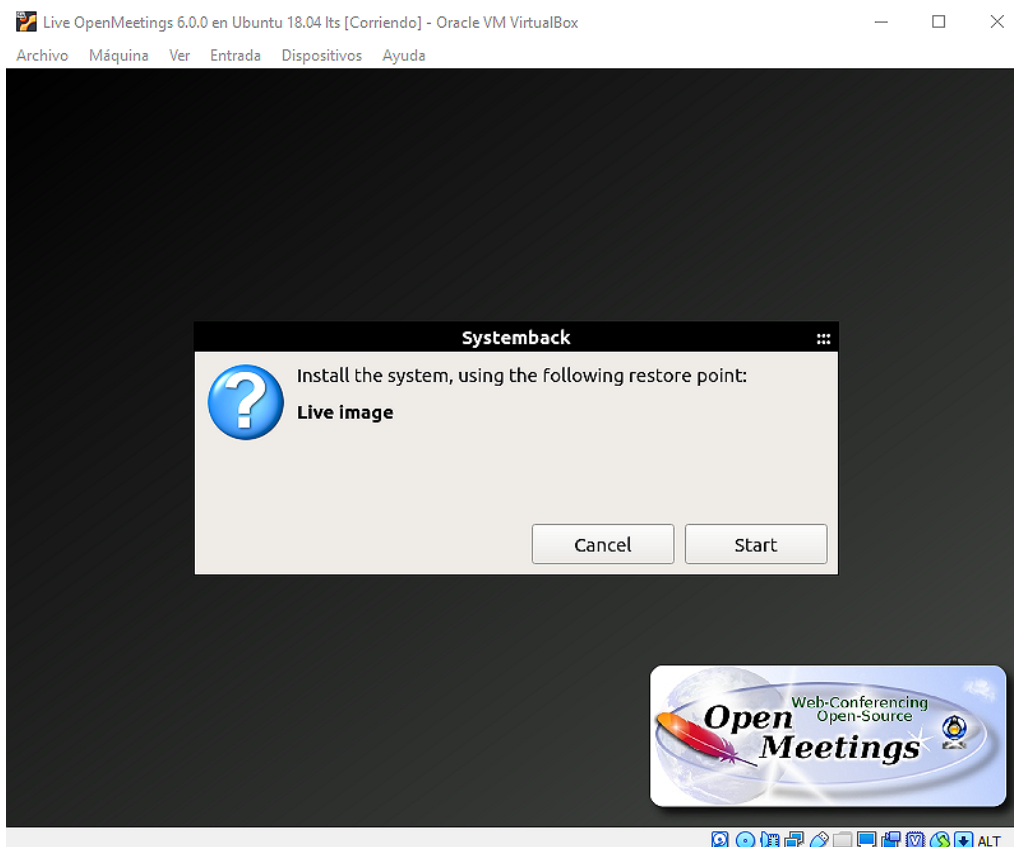 Live OpenMeetings 6.0.0 en Ubuntu 18.04 lts [Corriendo] - Oracle VM VirtualBox
Archivo Máquina Ver Entrada Dispositivos Ayuda
Systemback
Install the system, using the following restore point:
Live image
Cancel Start
Web-Conferencing
Open-Source
Open
Meetings
ALT